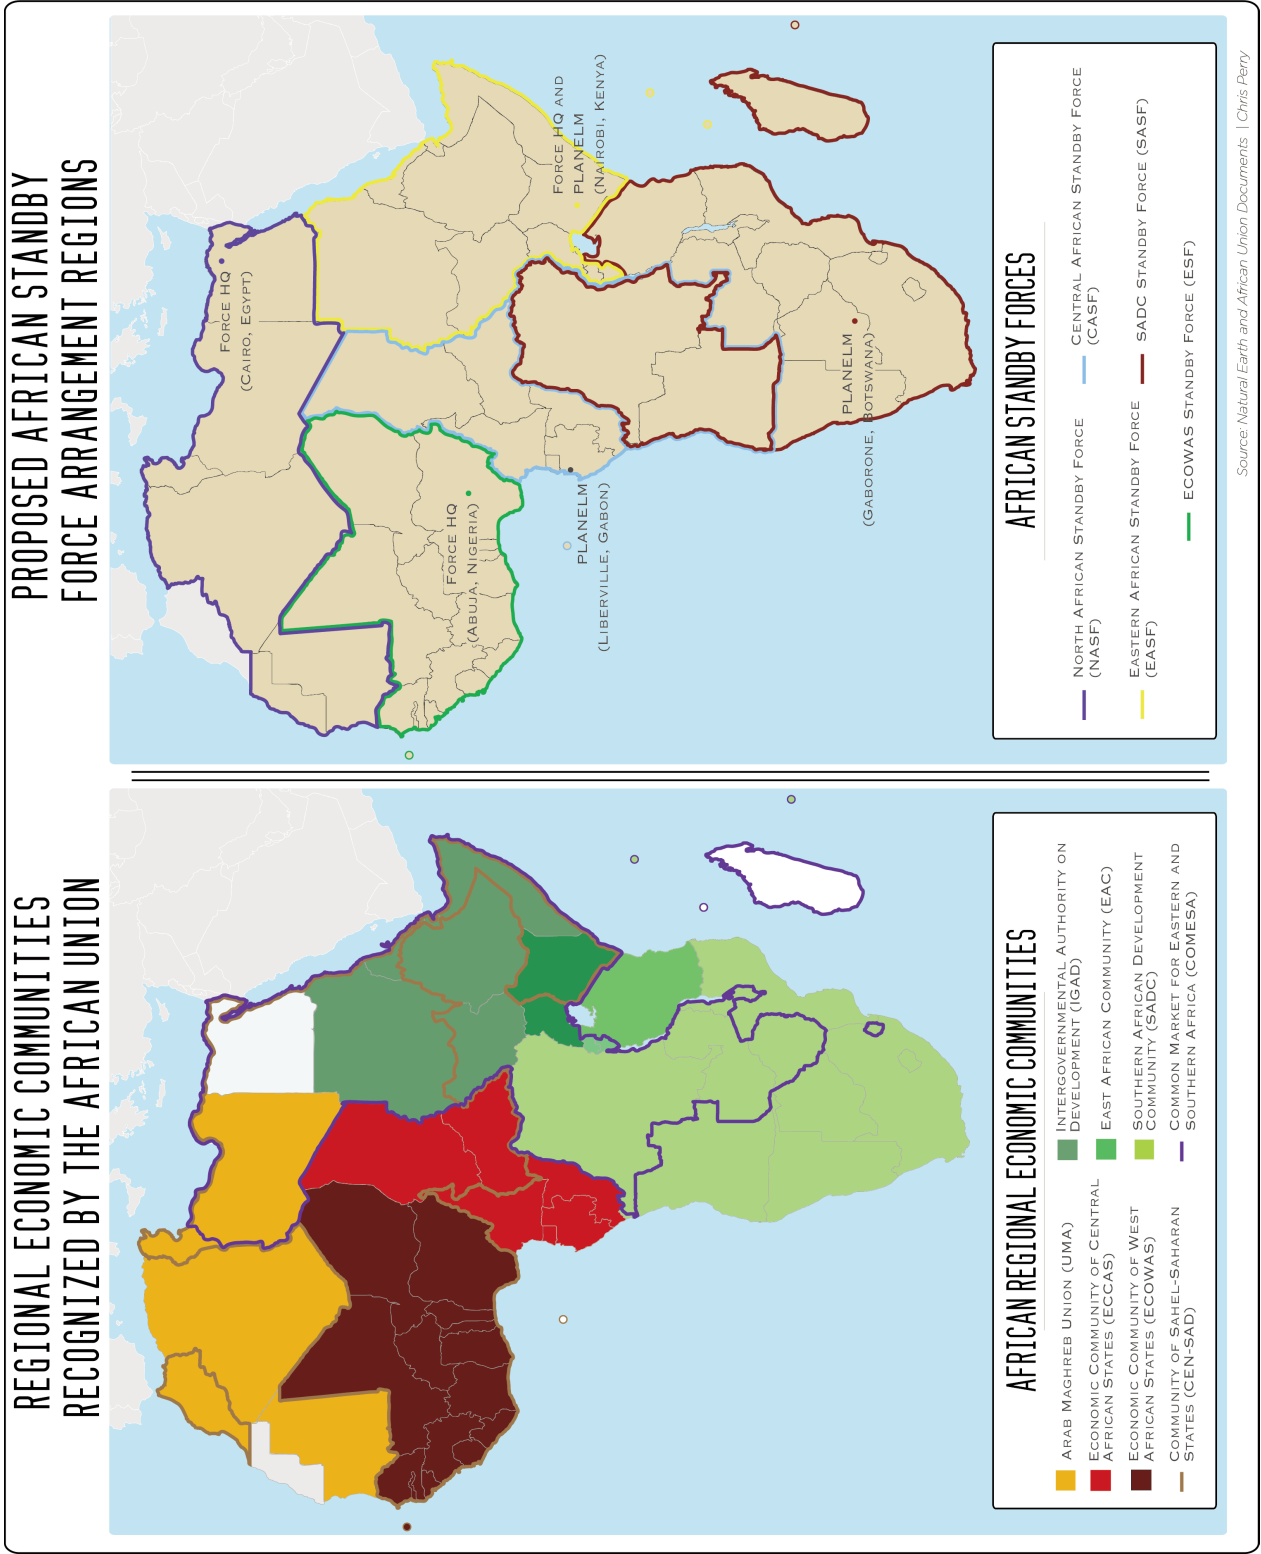 REGIONAL ECONOMIC COMMUNITIES
RECOGNIZED BY THE AFRICAN UNION
AFRICAN REGIONAL ECONOMIC COMMUNITIES
ARAB MAGHREB UNION (UMA)
ECONOMIC COMMUNITY OF CENTRAL
AFRICAN STATES (ECCAS)
ECONOMIC COMMUNITY OF WEST
AFRICAN STATES (ECOWAS)
COMMUNITY OF SAHEL-SAHARAN
STATES (CEN-SAD)
INTERGOVERNMENTAL AUTHORITY ON
DEVELOPMENT (IGAD)
EAST AFRICAN COMMUNITY (EAC)
SOUTHERN AFRICAN DEVELOPMENT
COMMUNITY (SADC)
COMMON MARKET FOR EASTERN AND
SOUTHERN AFRICA (COMESA)
PROPOSED AFRICAN STANDBY
FORCE ARRANGEMENT REGIONS
FORCE HQ
(CAIRO, EGYPT)
FORCE HQ AND
PLANELM
(NAIROBI, KENYA)
FORCE HQ
(ABUJA, NIGERIA)
PLANELM
(LIBERVILLE, GABON)
PLANELM
(GABORONE, BOTSWANA)
AFRICAN STANDBY FORCES
NORTH AFRICAN STANDBY FORCE
(NASF)
EASTERN AFRICAN STANDBY FORCE
(EASF)
CENTRAL AFRICAN STANDBY FORCE
(CASF)
SADC STANDBY FORCE (SASF)
ECOWAS STANDBY FORCE (ESF)
Source: Natural Earth and African Union Documents | Chris Perry